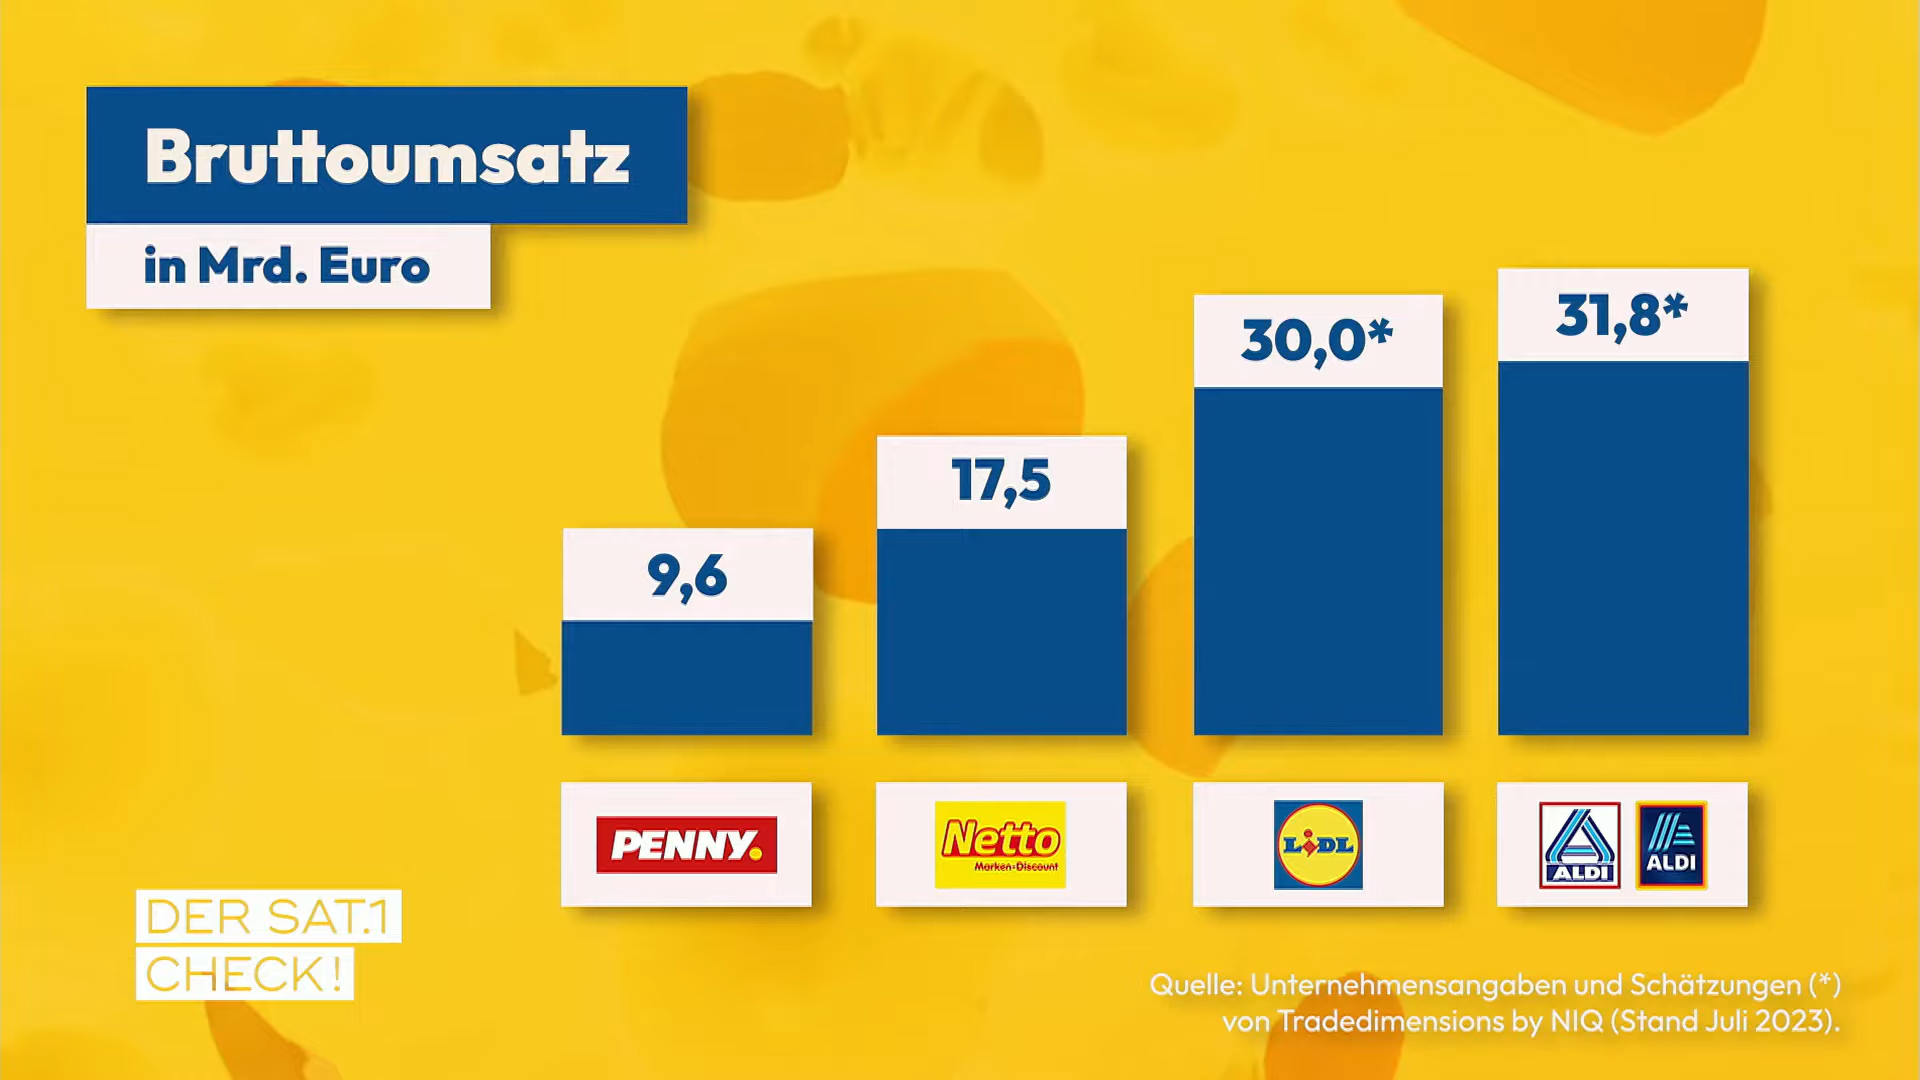 Bruttoumsatz
in Mrd. Euro
9,6
17,5
30,0*
31,8*
PENNY.
Netto
Marken-Discount
LIDL
ALDI
ALDI
DER SAT.1
CHECK!
Quelle: Unternehmensangaben und Schätzungen (*)
von Tradedimensions by NIQ (Stand Juli 2023).